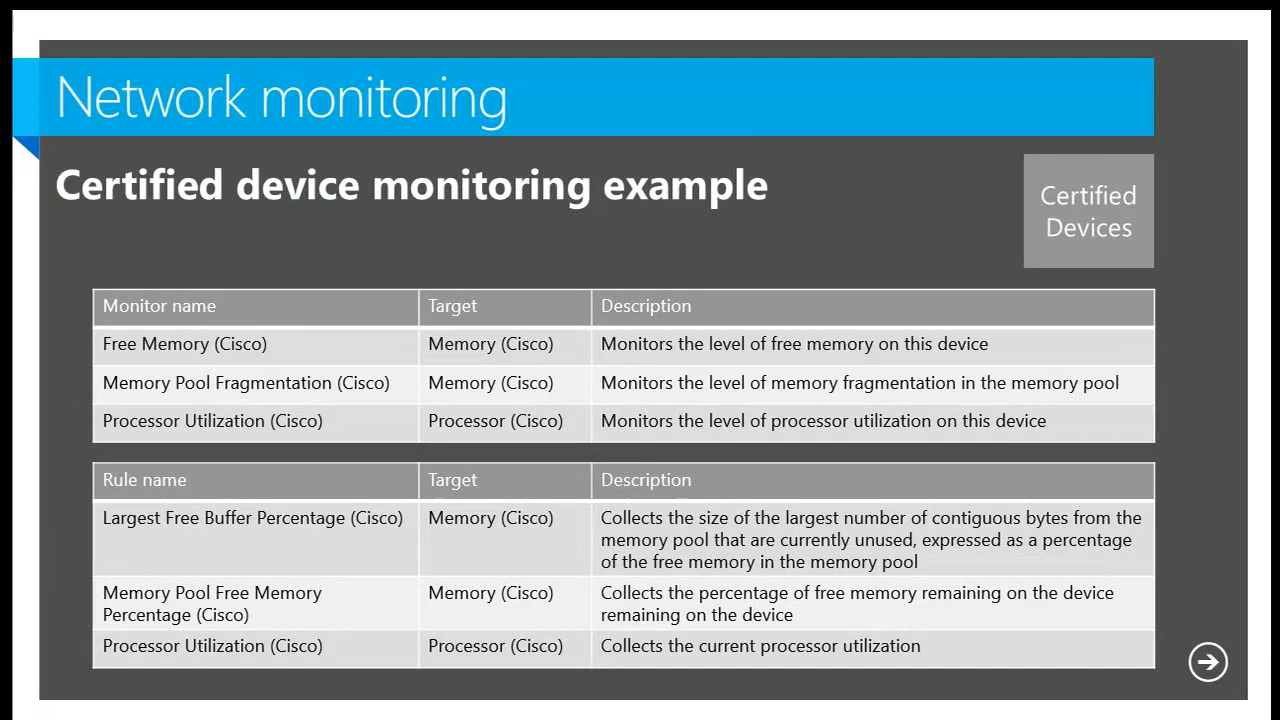 Network monitoring
Certified device monitoring example
Certified
Devices
Monitor name Target Description
Free Memory (Cisco) Memory (Cisco) Monitors the level of free memory on this device
Memory Pool Fragmentation (Cisco) Memory (Cisco) Monitors the level of memory fragmentation in the memory pool
Processor Utilization (Cisco) Processor (Cisco) Monitors the level of processor utilization on this device
Rule name Target Description
Largest Free Buffer Percentage (Cisco) Memory (Cisco) Collects the size of the largest number of contiguous bytes from the
memory pool that are currently unused, expressed as a percentage
of the free memory in the memory pool
Memory Pool Free Memory Memory (Cisco) Collects the percentage of free memory remaining on the device
Percentage (Cisco) remaining on the device
Processor Utilization (Cisco) Processor (Cisco) Collects the current processor utilization